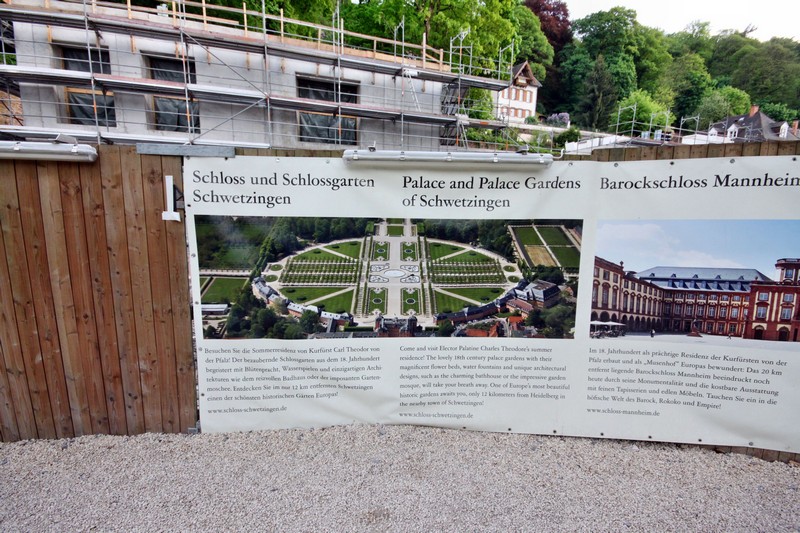 Schloss und Schlossgarten
Schwetzingen
Besuchen Sie die Sommerresidenz von Kurfürst Carl Theodor von
der Pfalz! Der bezaubernde Schlossgarten aus dem 18. Jahrhundert
begeistert mit Blütenpracht, Wasserspielen und einzigartigen Archi-
tekturen wie dem reizvollen Badhaus oder der imposanten Garten-
moschee. Entdecken Sie im nur 12 km entfernten Schwetzingen
einen der schönsten historischen Gärten Europas!
www.schloss-schwetzingen.de
Palace and Palace Gardens
of Schwetzingen
Come and visit Elector Palatine Charles Theodore's summer
residence! The lovely 18th century palace gardens with their
magnificent flower beds, water fountains and unique architectural
designs, such as the charming bathhouse or the impressive garden
mosque, will take your breath away. One of Europe's most beautiful
historic gardens awaits you, only 12 kilometers from Heidelberg in
the nearby town of Schwetzingen!
www.schloss-schwetzingen.de
Barockschloss Mannheim
Im 18. Jahrhundert als prächtige Residenz der Kurfürsten von der
Pfalz erbaut und als „Musenhof“ Europas bewundert: Das 20 km
entfernt liegende Barockschloss Mannheim beeindruckt noch
heute durch seine Monumentalität und die kostbare Ausstattung
mit feinen Tapisserien und edlen Möbeln. Tauchen Sie ein in die
höfische Welt des Barock, Rokoko und Empire!
www.schloss-mannheim.de